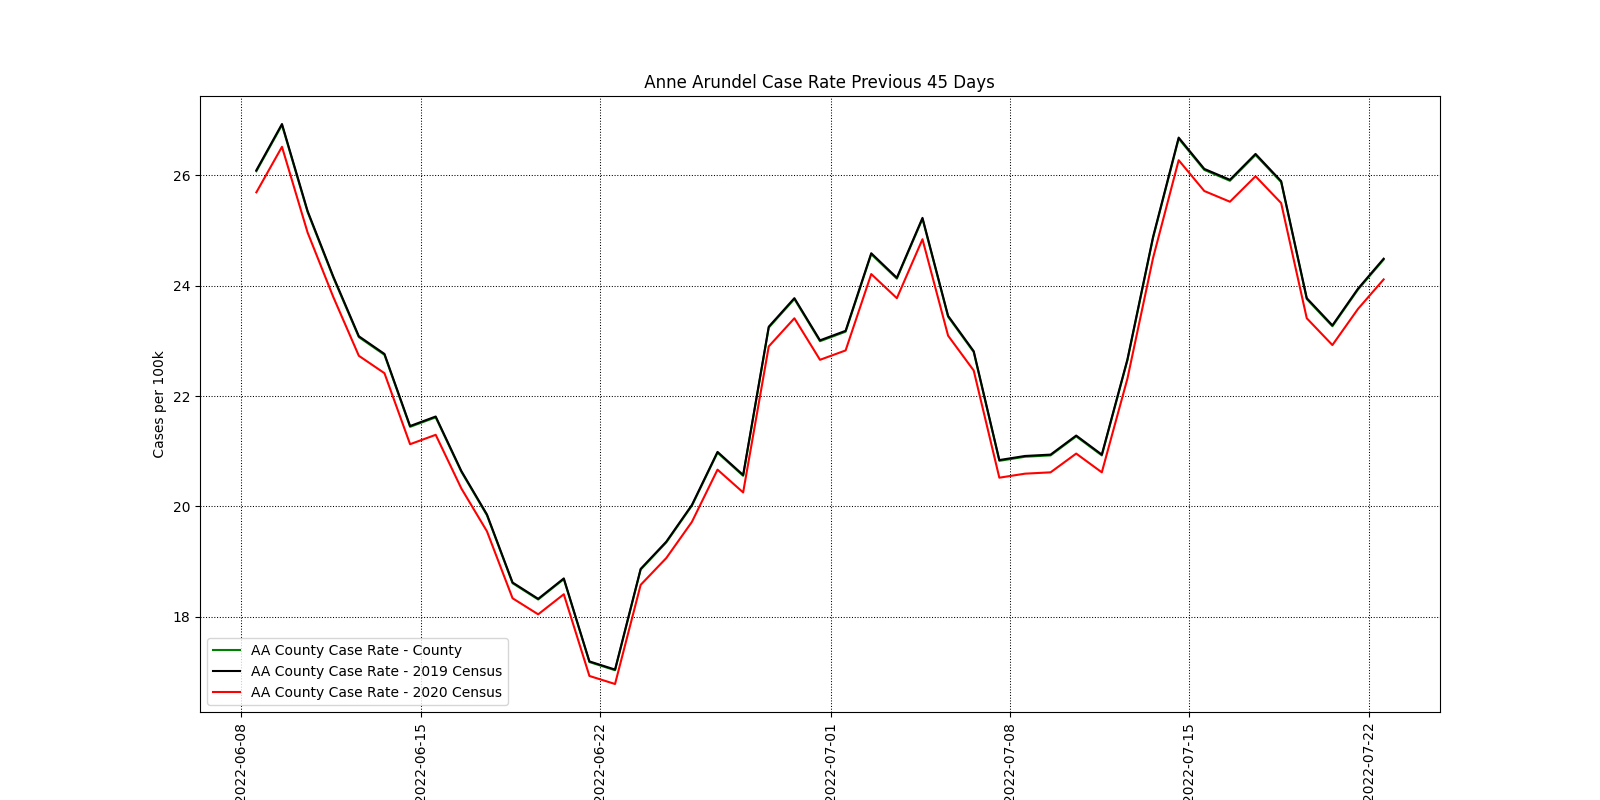 Anne Arundel Case Rate Previous 45 Days
Cases per 100k
26
24
22
20
18
AA County Case Rate - County
AA County Case Rate - 2019 Census
AA County Case Rate - 2020 Census
2022-06-08
2022-06-15
2022-06-22
2022-07-01
2022-07-08
2022-07-15
2022-07-22